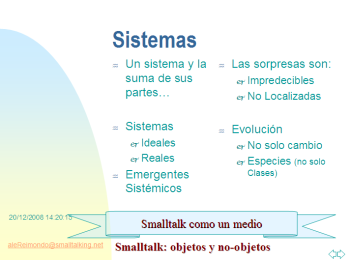 Sistemas
Un sistema y la
suma de sus
partes…
Sistemas
Ideales
Reales
Emergentes
Sistémicos
Las sorpresas son:
Impredecibles
No Localizadas
Evolución
No solo cambio
Especies (no solo
Clases)
20/12/2008 14:20:15
Smalltalk como un medio
aleReimondo@smalltalking.net
Smalltalk: objetos y no-objetos